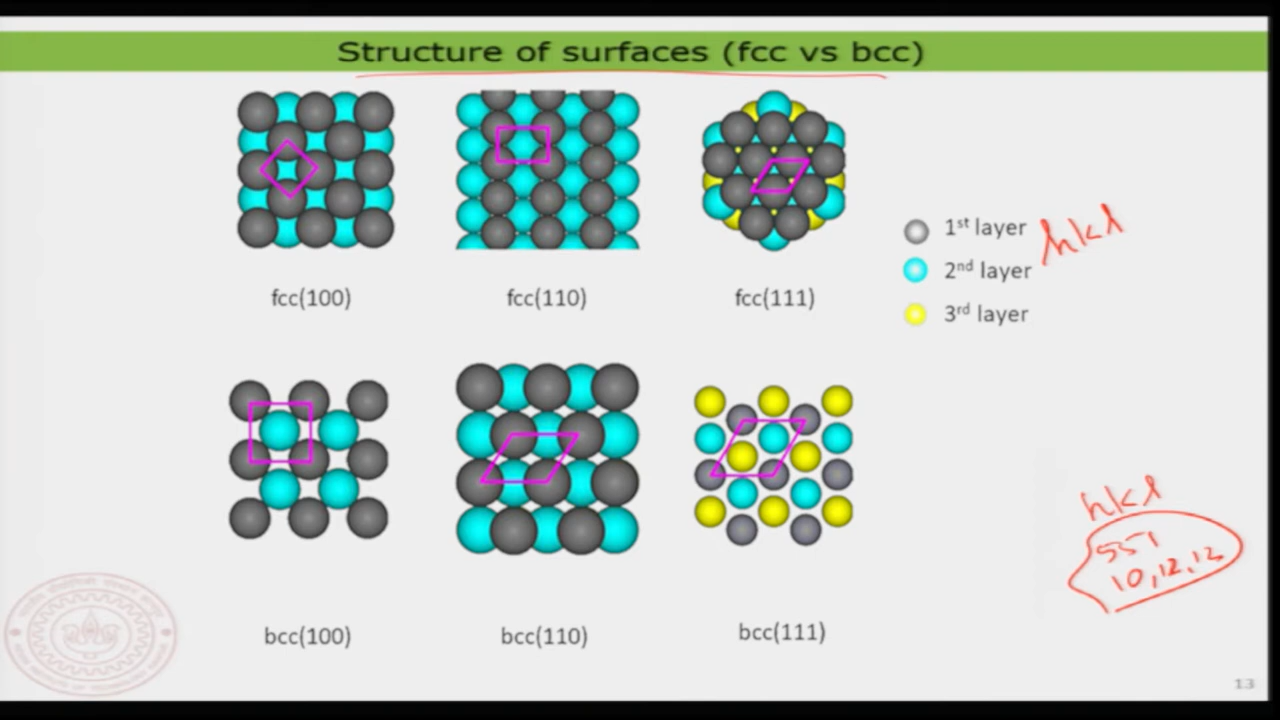 Structure of surfaces (fcc vs bcc)
fcc(100)
fcc(110)
fcc(111)
1st layer
hkl
2nd layer
3rd layer
hkl
551
10,12,12
bcc(100)
bcc(110)
bcc(111)
13